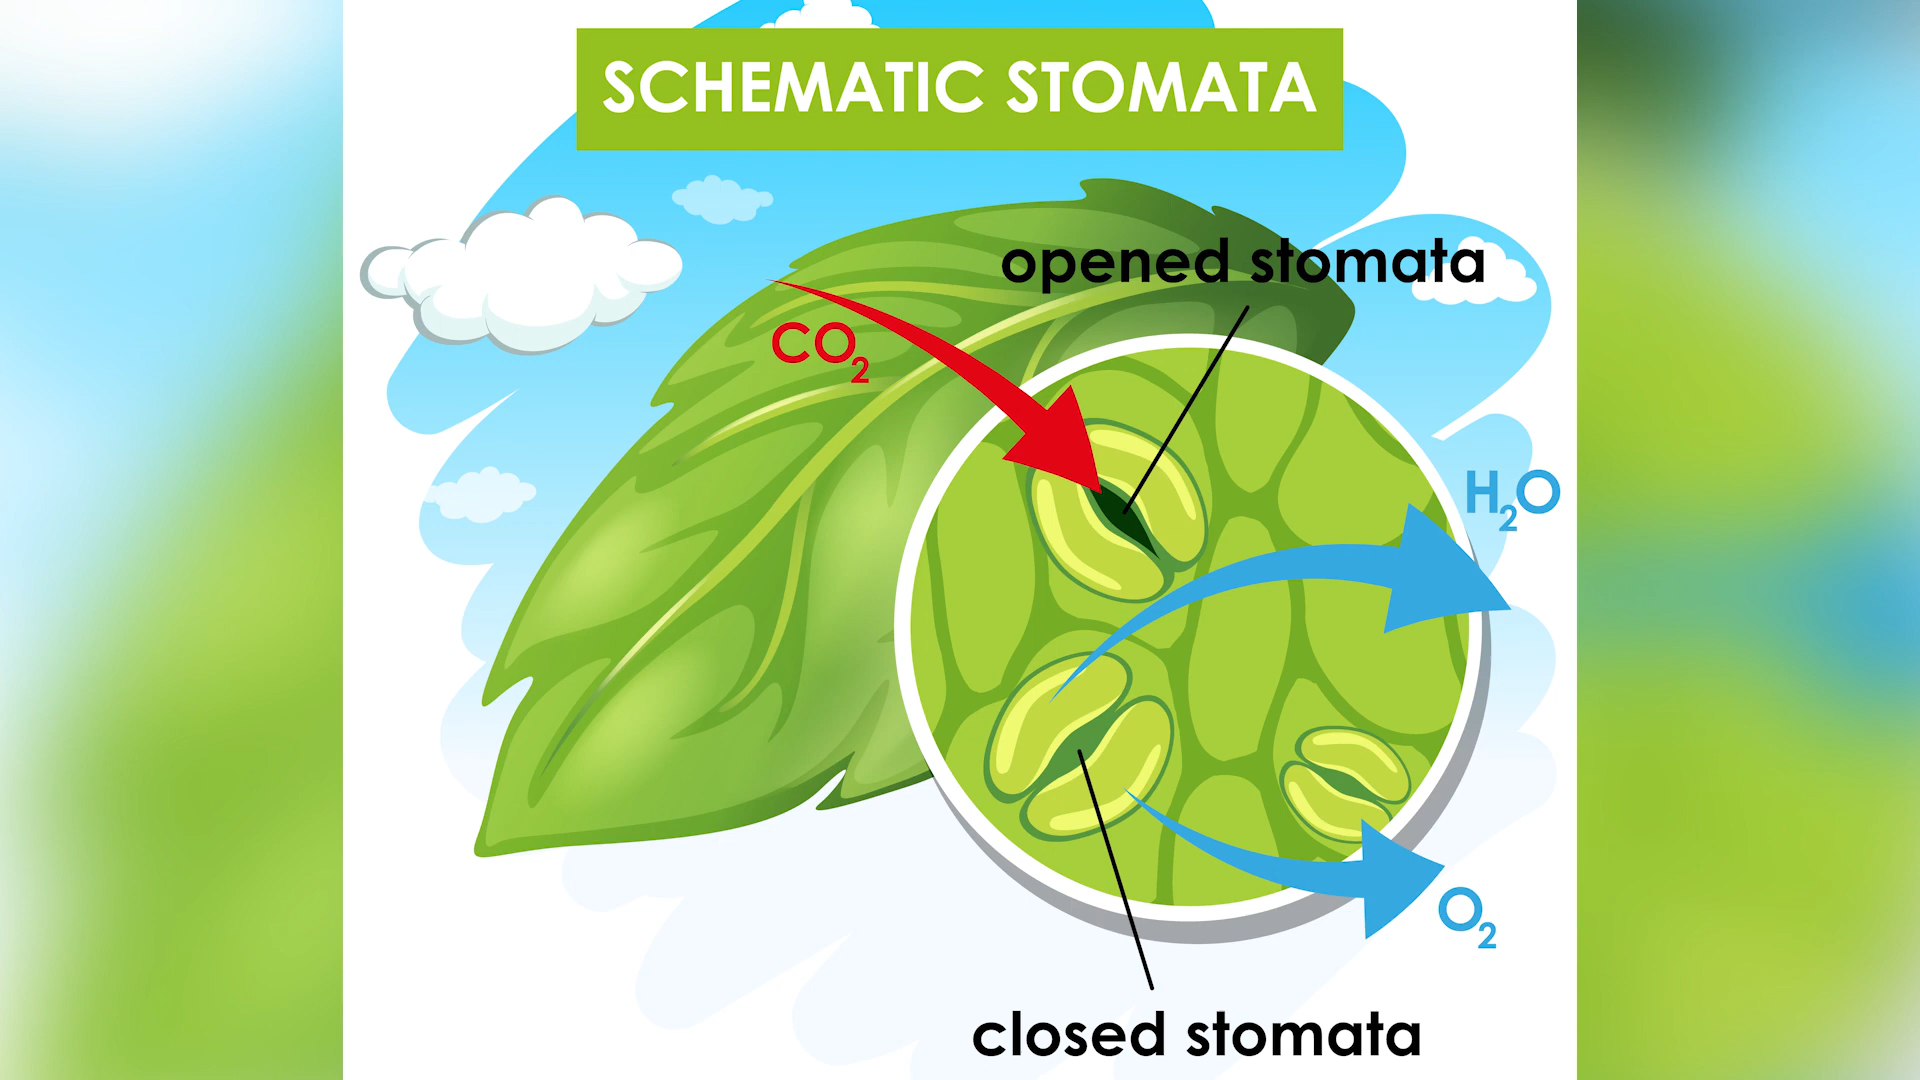 SCHEMATIC STOMATA
opened stomata
CO₂
H₂O
O₂
closed stomata